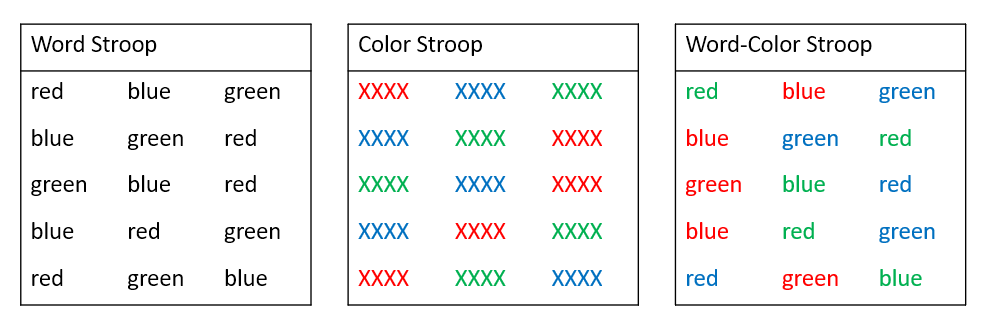 Word Stroop
red blue green
blue green red
green blue red
blue red green
red green blue
Color Stroop
XXXX XXXX XXXX
XXXX XXXX XXXX
XXXX XXXX XXXX
XXXX XXXX XXXX
XXXX XXXX XXXX
Word-Color Stroop
red blue green
blue green red
green blue red
blue red green
red green blue